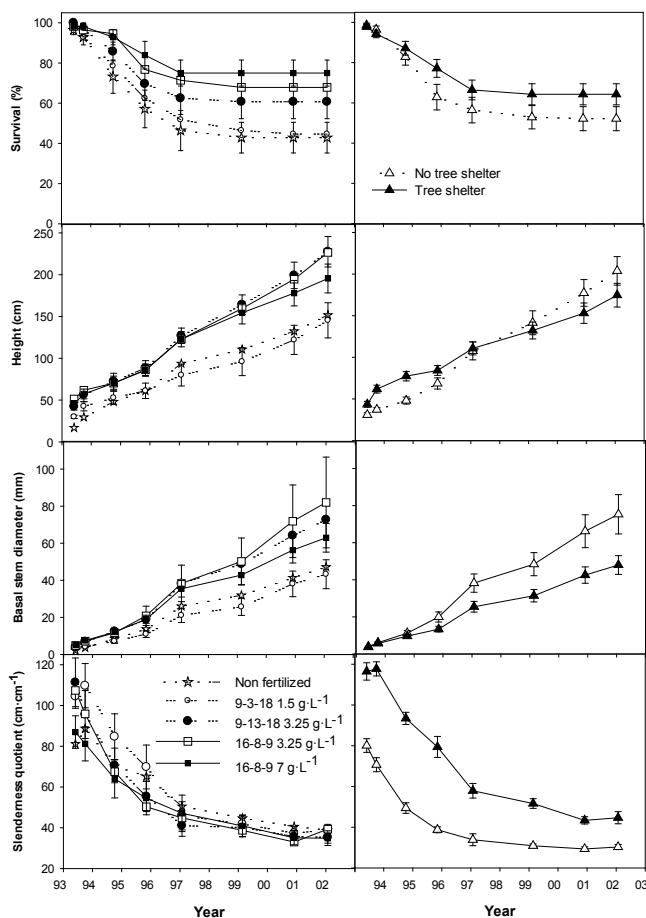 100
80
60
40
20
0
Survival (%)
No tree shelter
Tree shelter
250
200
150
100
50
0
Height (cm)
80
60
40
20
0
Basal stem diameter (mm)
120
100
80
60
40
20
0
Slenderness quotient (cm·cm⁻¹)
Non fertilized
9-3-18 1.5 g·L⁻¹
9-13-18 3.25 g·L⁻¹
16-8-9 3.25 g·L⁻¹
16-8-9 7 g·L⁻¹
93 94 95 96 97 98 99 00 01 02 93 94 95 96 97 98 99 00 01 02 03
Year Year